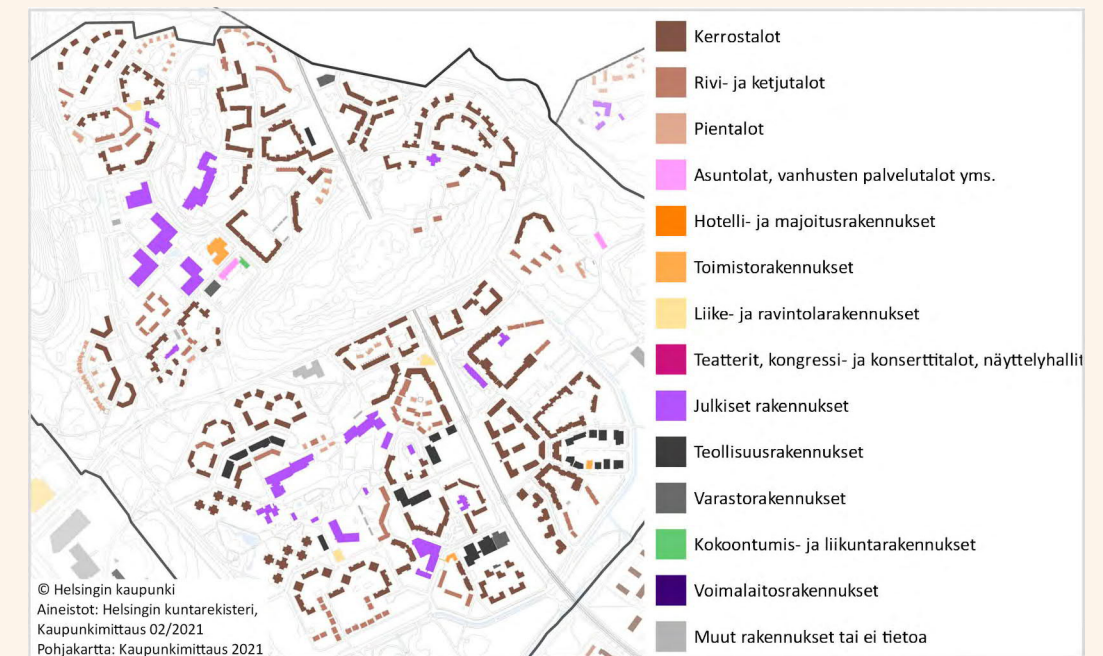 Kerrostalot
Rivi- ja ketjutalot
Pientalot
Asuntolat, vanhusten palvelutalot yms.
Hotelli- ja majoitusrakennukset
Toimistorakennukset
Liike- ja ravintolarakennukset
Teatterit, kongressi- ja konserttitalot, näyttelyhallit
Julkiset rakennukset
Teollisuusrakennukset
Varastorakennukset
Kokoontumis- ja liikuntarakennukset
Voimalaitosrakennukset
Muut rakennukset tai ei tietoa
© Helsingin kaupunki
Aineistot: Helsingin kuntarekisteri,
Kaupunkimittaus 02/2021
Pohjakartta: Kaupunkimittaus 2021